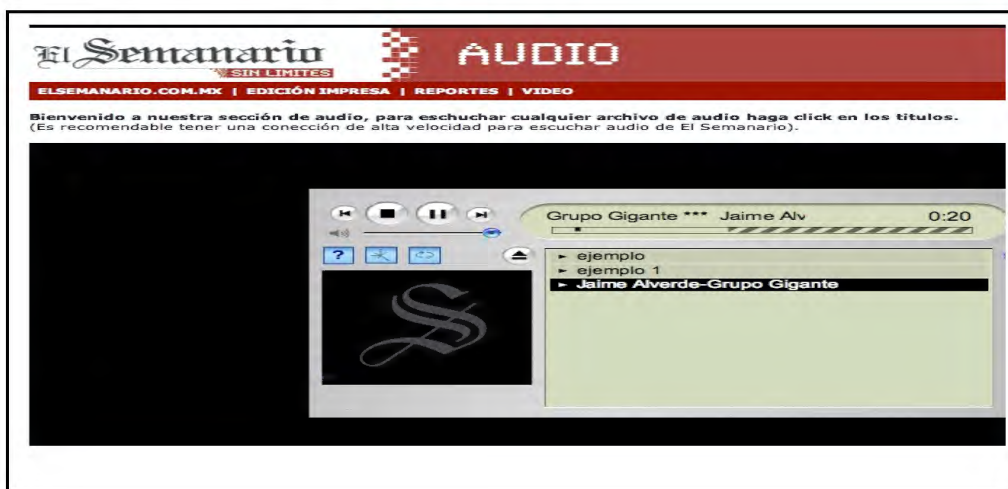 El Semanario
SIN LIMITES
AUDIO
ELSEMANARIO.COM.MX | EDICIÓN IMPRESA | REPORTES | VIDEO
Bienvenido a nuestra sección de audio, para eschuchar cualquier archivo de audio haga click en los titulos.
(Es recomendable tener una conección de alta velocidad para escuchar audio de El Semanario).
Grupo Gigante *** Jaime Alv 0:20
?
► ejemplo
► ejemplo 1
► Jaime Alverde-Grupo Gigante
S